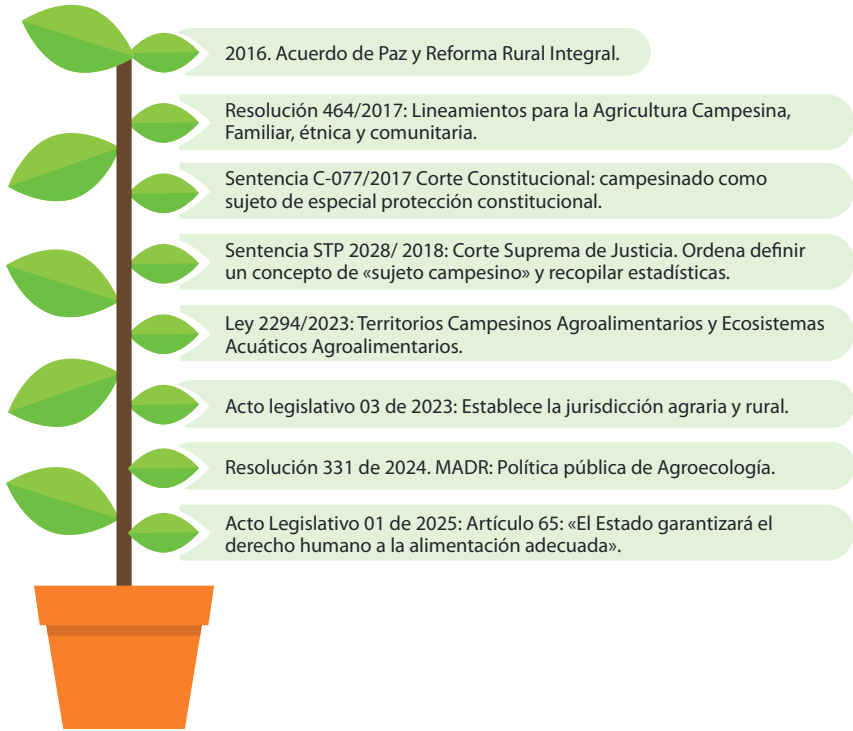 2016. Acuerdo de Paz y Reforma Rural Integral.
Resolución 464/2017: Lineamientos para la Agricultura Campesina,
Familiar, étnica y comunitaria.
Sentencia C-077/2017 Corte Constitucional: campesinado como
sujeto de especial protección constitucional.
Sentencia STP 2028/ 2018: Corte Suprema de Justicia. Ordena definir
un concepto de «sujeto campesino» y recopilar estadísticas.
Ley 2294/2023: Territorios Campesinos Agroalimentarios y Ecosistemas
Acuáticos Agroalimentarios.
Acto legislativo 03 de 2023: Establece la jurisdicción agraria y rural.
Resolución 331 de 2024. MADR: Política pública de Agroecología.
Acto Legislativo 01 de 2025: Artículo 65: «El Estado garantizará el
derecho humano a la alimentación adecuada».